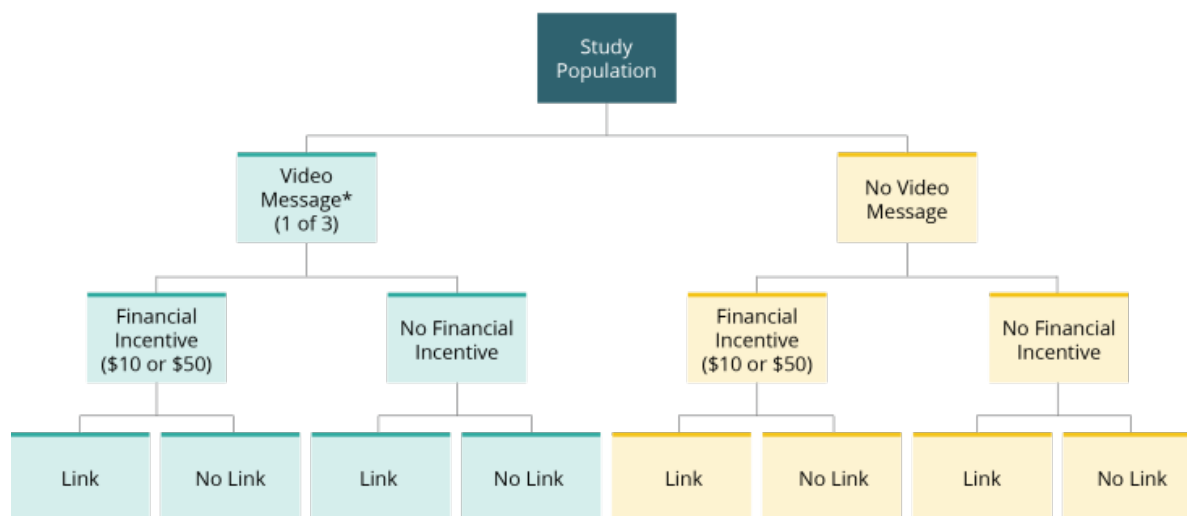 Study
Population
Video
Message*
(1 of 3)
No Video
Message
Financial
Incentive
($10 or $50)
No Financial
Incentive
Financial
Incentive
($10 or $50)
No Financial
Incentive
Link
No Link
Link
No Link
Link
No Link
Link
No Link